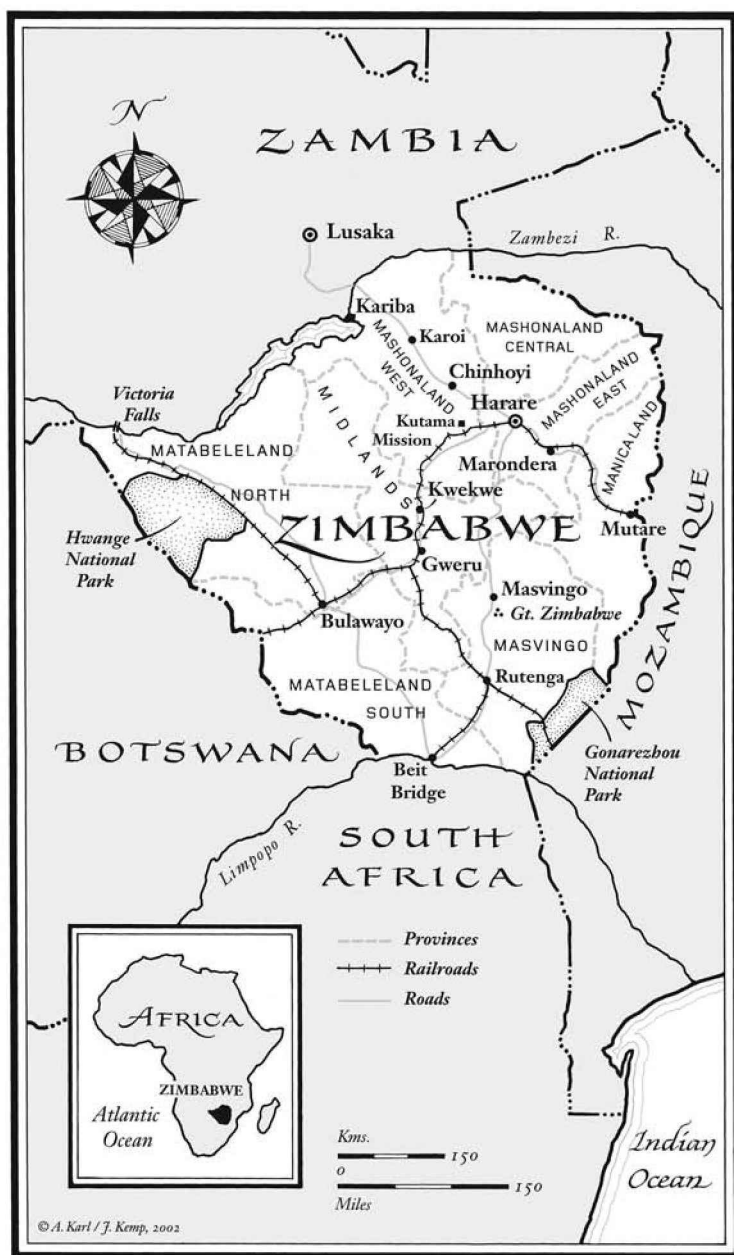 N
ZAMBIA
Lusaka
Zambezi R.
Kariba
Karoi
MASHONALAND
CENTRAL
MASHONALAND
WEST
Chinhoyi
MASHONALAND
EAST
Victoria
Falls
MIDLANDS
Harare
Kutama
Mission
MANICALAND
MATABELELAND
NORTH
Marondera
Kwekwe
ZIMBABWE
Mutare
Hwange
National
Park
Gweru
Masvingo
Gt. Zimbabwe
Bulawayo
MASVINGO
MOZAMBIQUE
Rutenga
MATABELELAND
SOUTH
BOTSWANA
Gonarezhou
National
Park
Beit
Bridge
Limpopo R.
SOUTH
AFRICA
Provinces
Railroads
Roads
AFRICA
ZIMBABWE
Atlantic
Ocean
Kms.
150
0
150
Miles
Indian
Ocean
© A. Karl / J. Kemp, 2002